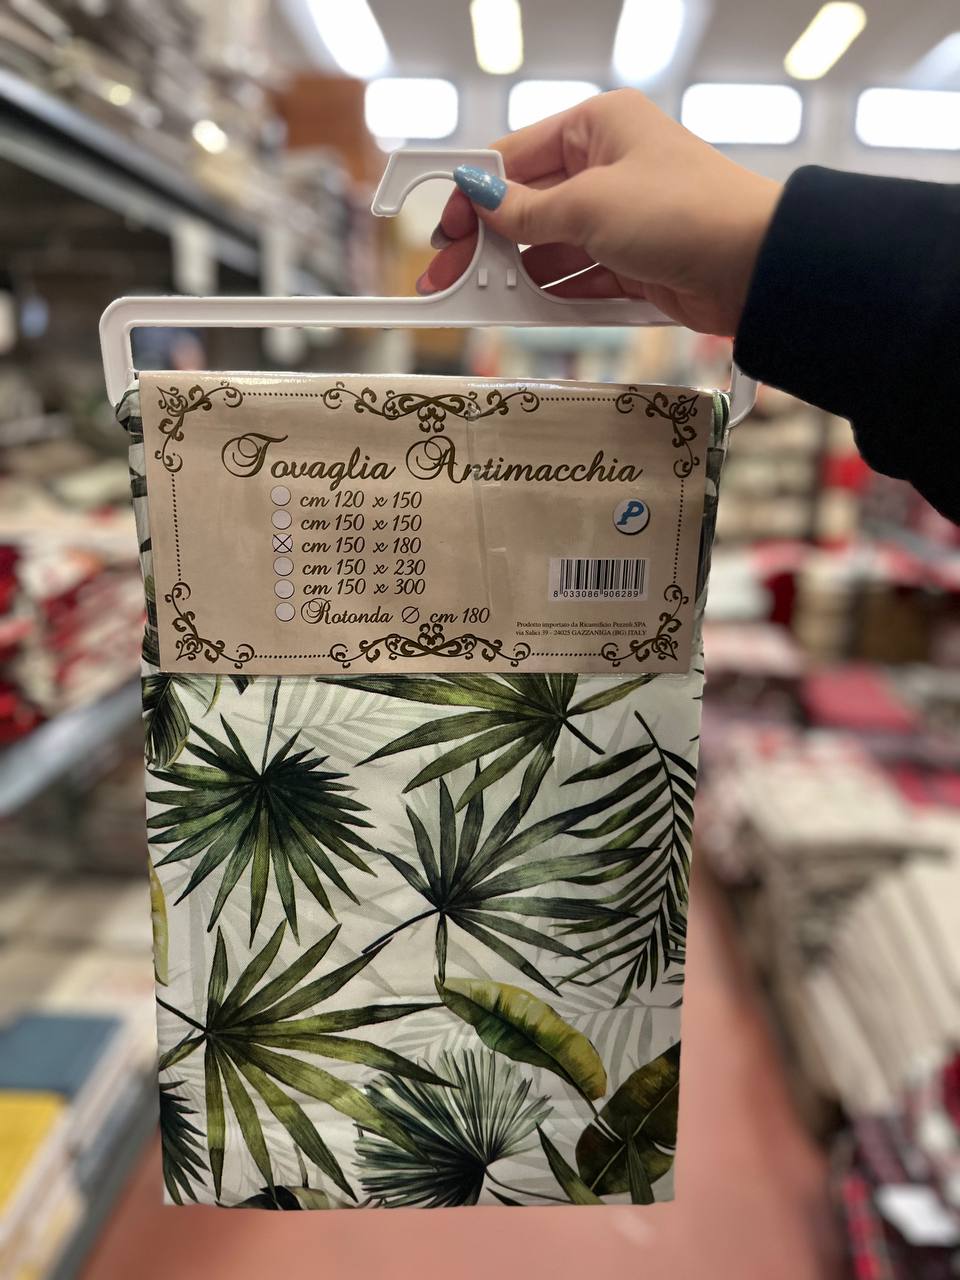 Tovaglia Antimacchia
cm 120 x 150
cm 150 x 150
cm 150 x 180
cm 150 x 230
cm 150 x 300
Rotonda Ø cm 180
P
8 033086 906289
Prodotto importato da Ricamificio Pezzoli SPA
via Salici 39 - 24025 GAZZANIGA (BG) ITALY